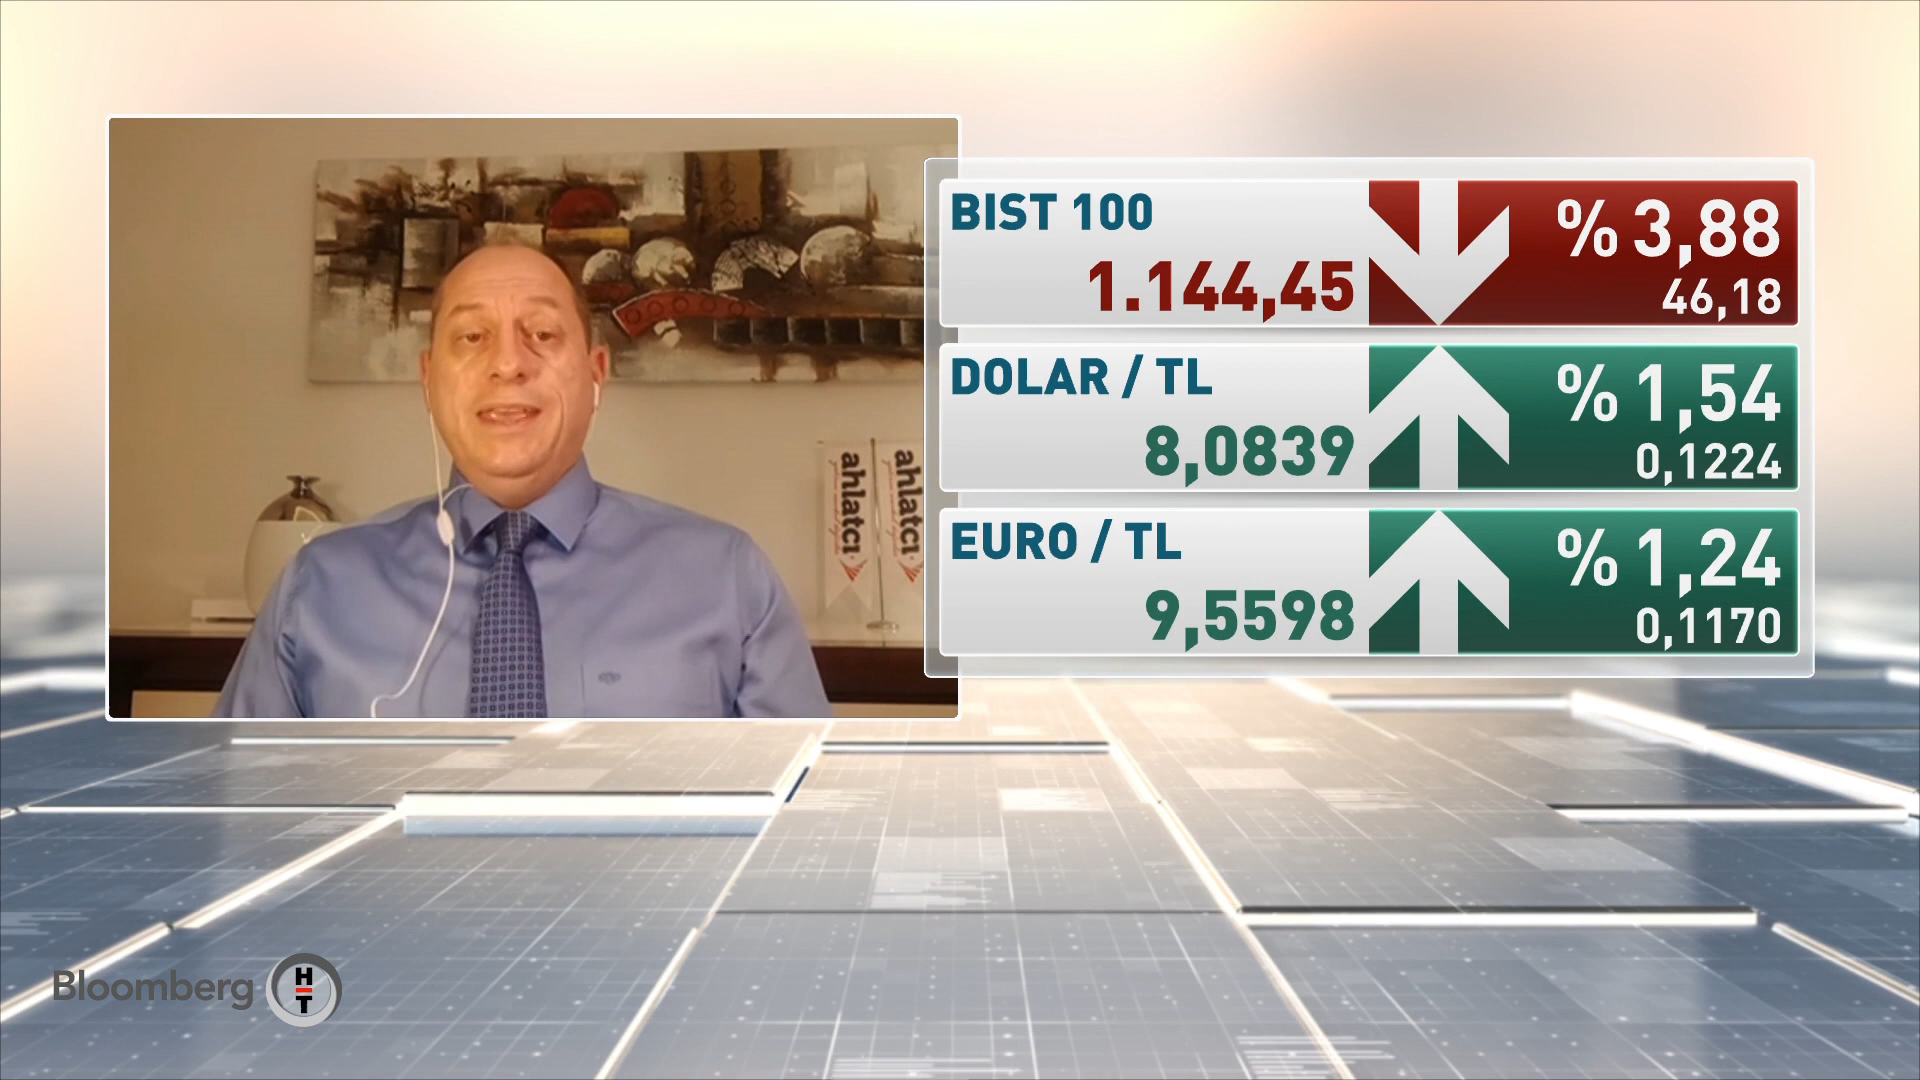 BIST 100
1.144,45
% 3,88
46,18
DOLAR / TL
8,0839
% 1,54
0,1224
EURO / TL
9,5598
% 1,24
0,1170
ahlatcı
ahlatcı
Bloomberg HT